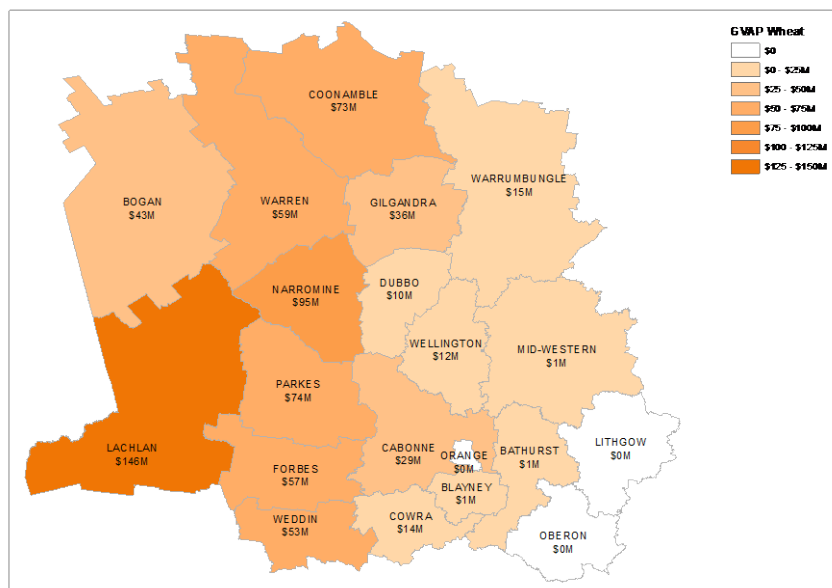 GVAP Wheat
$0
$0 - $25M
$25 - $50M
$50 - $75M
$75 - $100M
$100 - $125M
$125 - $150M
COONAMBLE
$73M
WARRUMBUNGLE
$15M
BOGAN
$43M
WARREN
$59M
GILGANDRA
$36M
NARROMINE
$95M
DUBBO
$10M
WELLINGTON
$12M
MID-WESTERN
$1M
PARKES
$74M
LACHLAN
$146M
CABONNE
$29M
ORANGE
$0M
BATHURST
$1M
LITHGOW
$0M
FORBES
$57M
BLAYNEY
$1M
WEDDIN
$53M
COWRA
$14M
OBERON
$0M